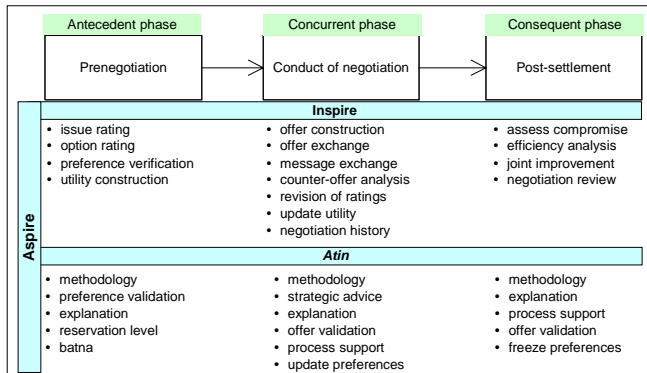 Antecedent phase
Concurrent phase
Consequent phase
Prenegotiation
Conduct of negotiation
Post-settlement
Aspire
Inspire
• issue rating
• option rating
• preference verification
• utility construction
• offer construction
• offer exchange
• message exchange
• counter-offer analysis
• revision of ratings
• update utility
• negotiation history
• assess compromise
• efficiency analysis
• joint improvement
• negotiation review
Atin
• methodology
• preference validation
• explanation
• reservation level
• batna
• methodology
• strategic advice
• explanation
• offer validation
• process support
• update preferences
• methodology
• explanation
• process support
• offer validation
• freeze preferences